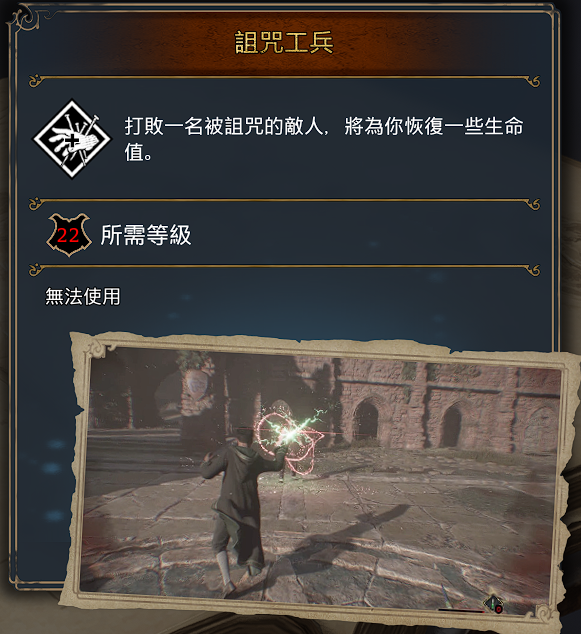 詛咒工兵
打敗一名被詛咒的敵人，將為你恢復一些生命
值。
22 所需等級
無法使用